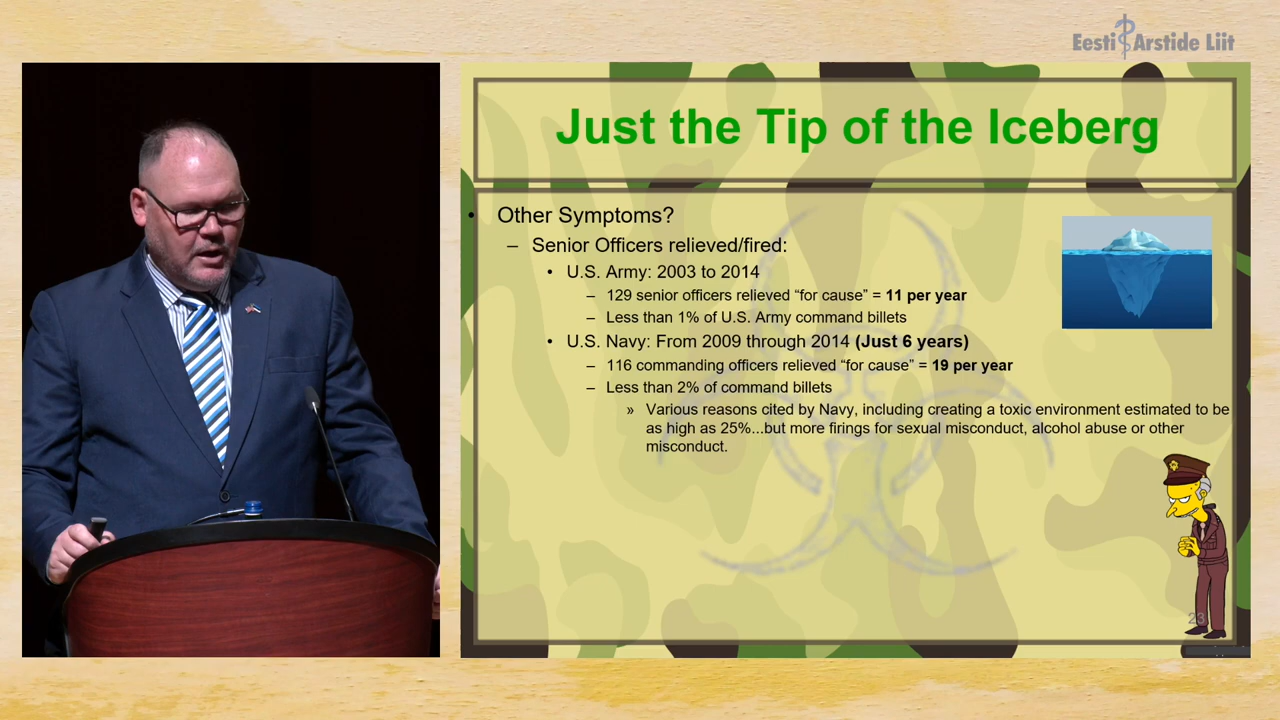 Eesti Arstide Liit
Just the Tip of the Iceberg
• Other Symptoms?
– Senior Officers relieved/fired:
• U.S. Army: 2003 to 2014
– 129 senior officers relieved “for cause” = 11 per year
– Less than 1% of U.S. Army command billets
• U.S. Navy: From 2009 through 2014 (Just 6 years)
– 116 commanding officers relieved “for cause” = 19 per year
– Less than 2% of command billets
» Various reasons cited by Navy, including creating a toxic environment estimated to be
as high as 25%...but more firings for sexual misconduct, alcohol abuse or other
misconduct.
23